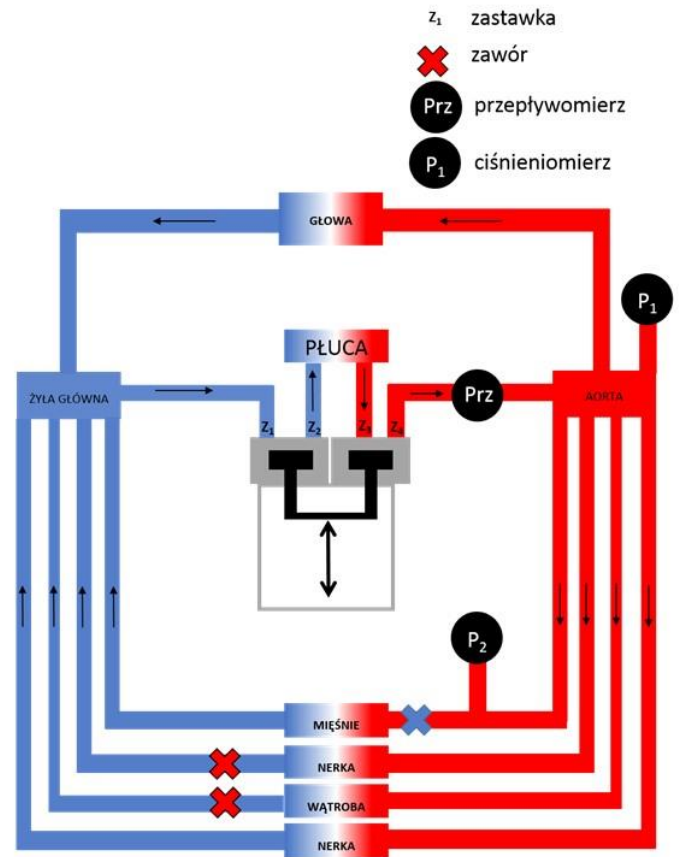 Z₁ zastawka
zawór
Prz przepływomierz
P₁ ciśnieniomierz
GŁOWA
P₁
PŁUCA
ŻYŁA GŁÓWNA
Prz
AORTA
Z₁ Z₂ Z₃ Z₄
P₂
MIĘŚNIE
NERKA
WĄTROBA
NERKA